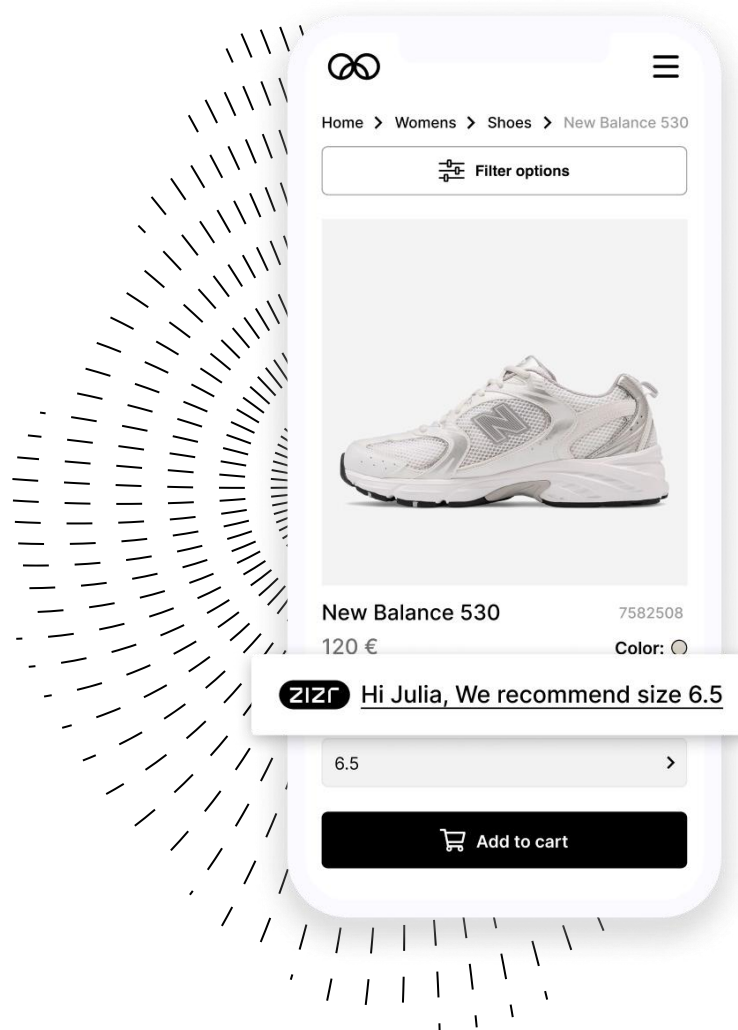 Home > Womens > Shoes > New Balance 530
Filter options
N
New Balance 530 7582508
120 € Color:
ZIZR Hi Julia, We recommend size 6.5
6.5 >
Add to cart